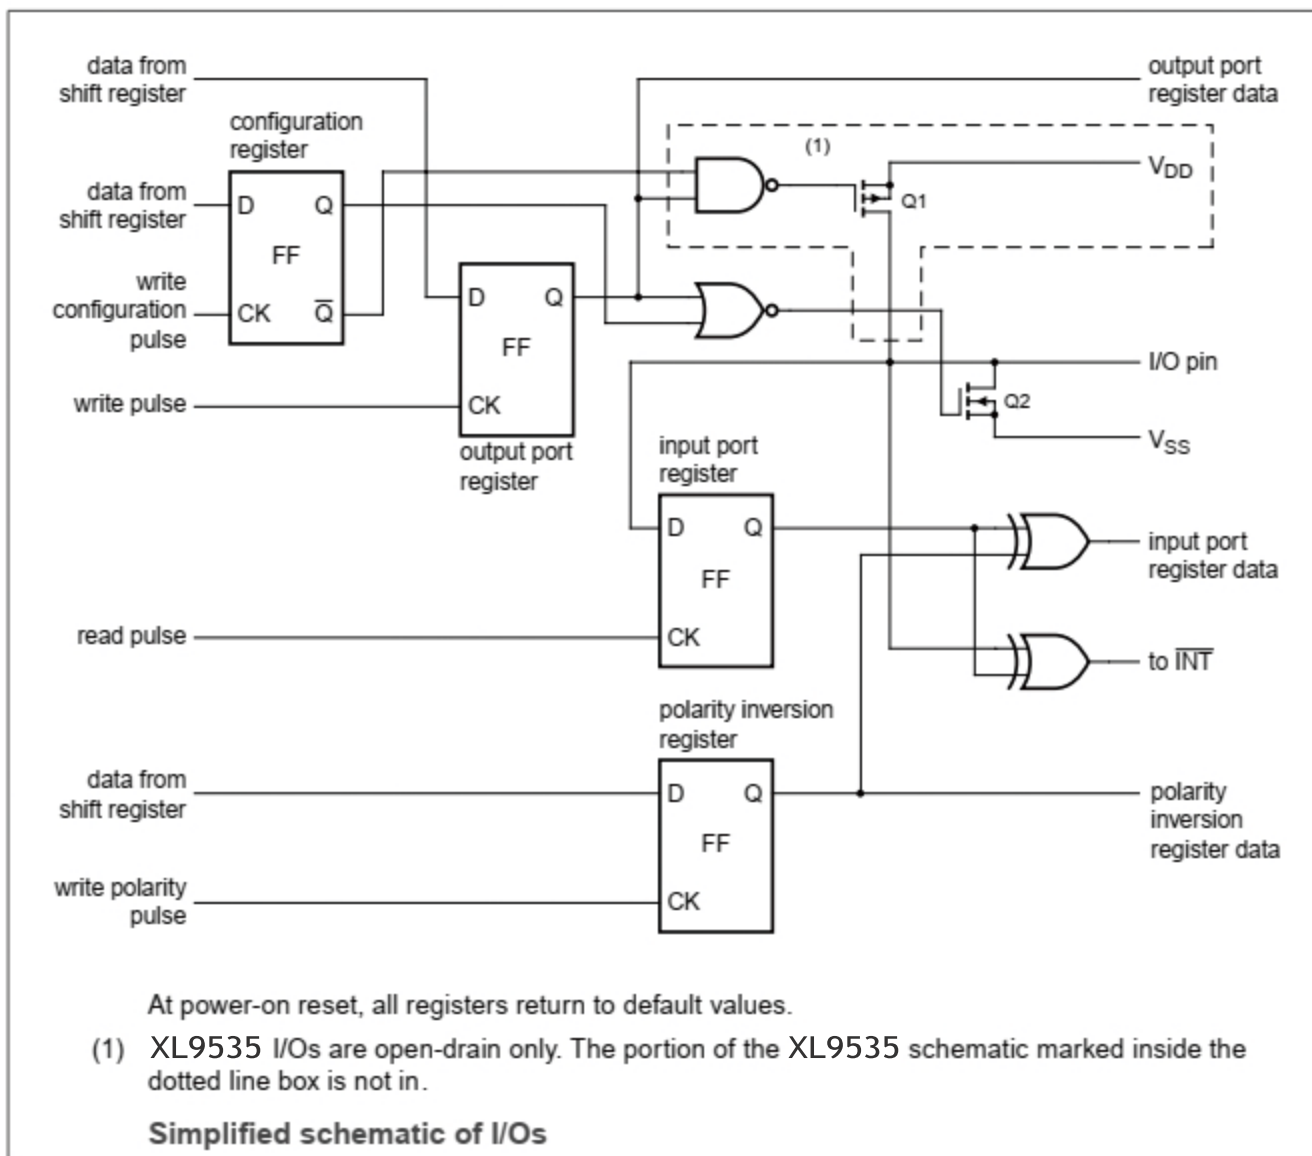 data from
shift register
output port
register data
configuration
register
(1)
VDD
data from
shift register
D Q
Q1
FF
write
configuration
pulse
CK Q̅
D Q
FF
I/O pin
write pulse
CK
Q2
output port
register
input port
register
VSS
D Q
input port
register data
FF
read pulse
CK
to I̅N̅T̅
polarity inversion
register
data from
shift register
D Q
polarity
inversion
register data
FF
write polarity
pulse
CK
At power-on reset, all registers return to default values.
(1) XL9535 I/Os are open-drain only. The portion of the XL9535 schematic marked inside the
dotted line box is not in.
Simplified schematic of I/Os